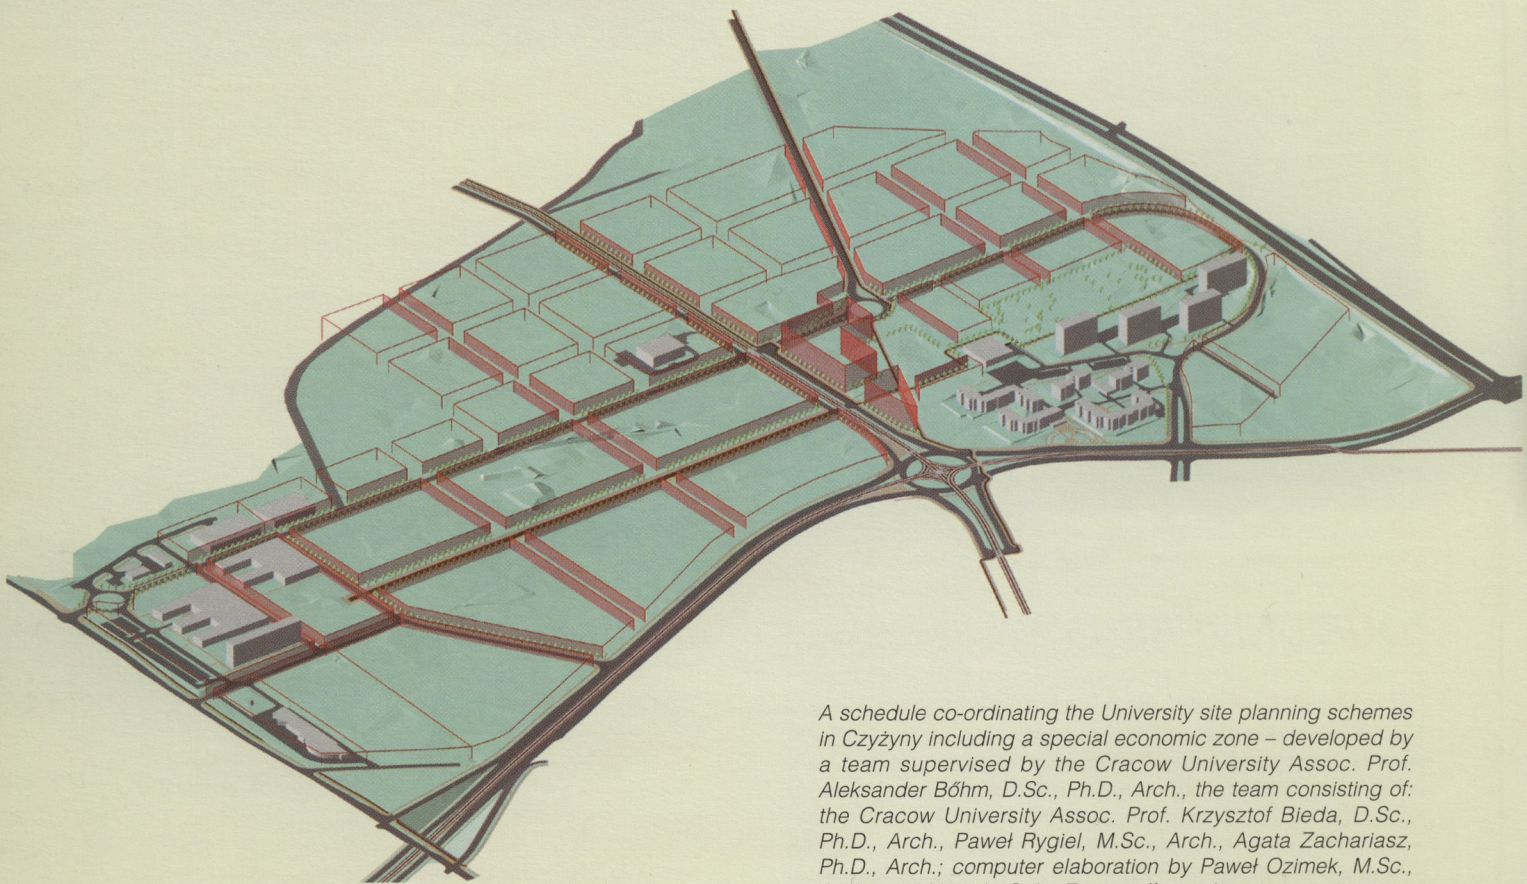 A schedule co-ordinating the University site planning schemes
in Czyżyny including a special economic zone – developed by
a team supervised by the Cracow University Assoc. Prof.
Aleksander Bőhm, D.Sc., Ph.D., Arch., the team consisting of:
the Cracow University Assoc. Prof. Krzysztof Bieda, D.Sc.,
Ph.D., Arch., Paweł Rygiel, M.Sc., Arch., Agata Zachariasz,
Ph.D., Arch.; computer elaboration by Paweł Ozimek, M.Sc.,